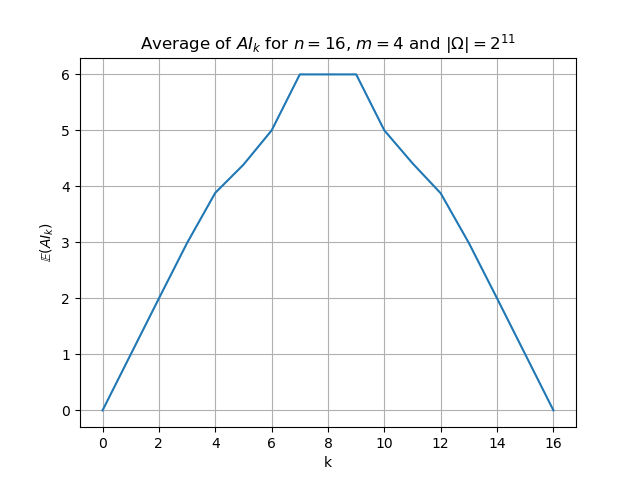 Average of $AI_k$ for $n = 16$, $m = 4$ and $|\Omega| = 2^{11}$
6
5
4
3
2
1
0
$\mathbb{E}(AI_k)$
0 2 4 6 8 10 12 14 16
k